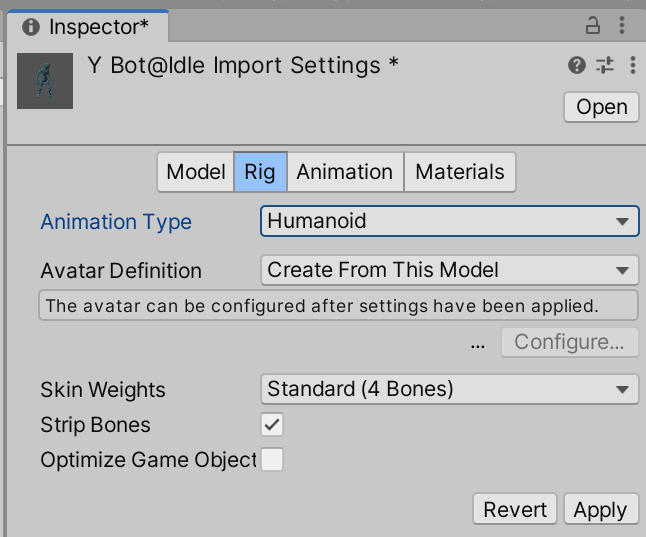 Inspector*
Y Bot@Idle Import Settings *
Open
Model Rig Animation Materials
Animation Type Humanoid
Avatar Definition Create From This Model
The avatar can be configured after settings have been applied.
... Configure...
Skin Weights Standard (4 Bones)
Strip Bones
Optimize Game Object
Revert Apply